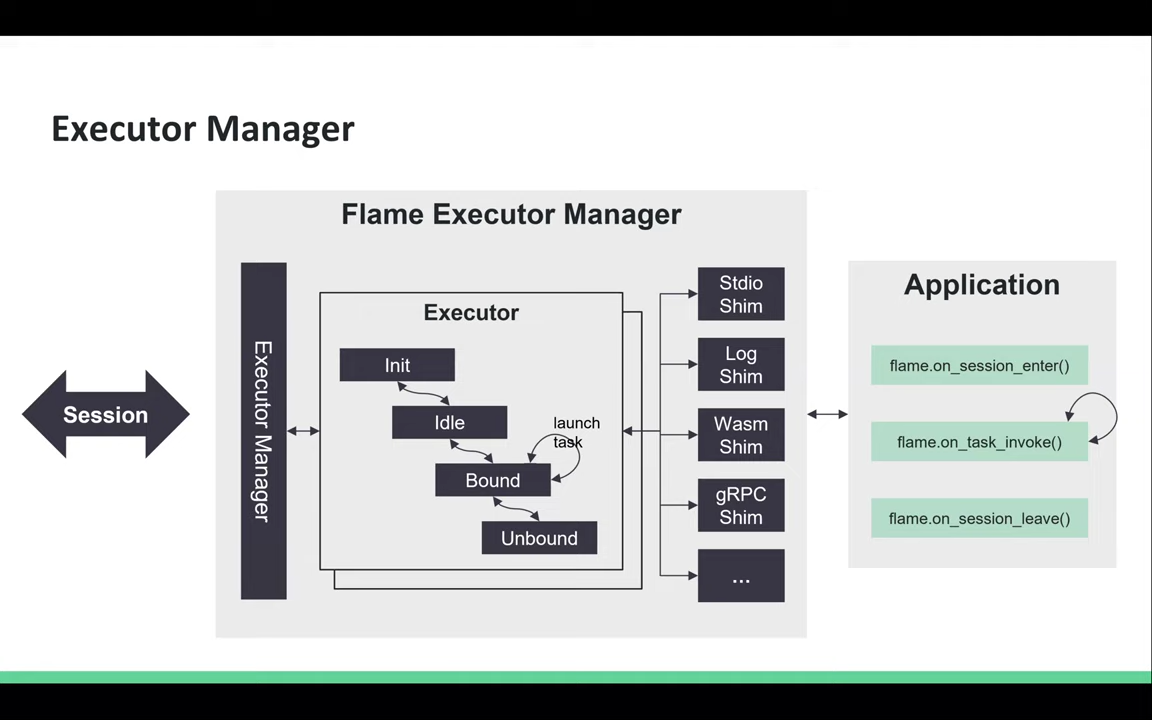 Executor Manager
Flame Executor Manager
Session
Executor Manager
Executor
Init
Idle
launch
task
Bound
Unbound
Stdio
Shim
Log
Shim
Wasm
Shim
gRPC
Shim
...
Application
flame.on_session_enter()
flame.on_task_invoke()
flame.on_session_leave()